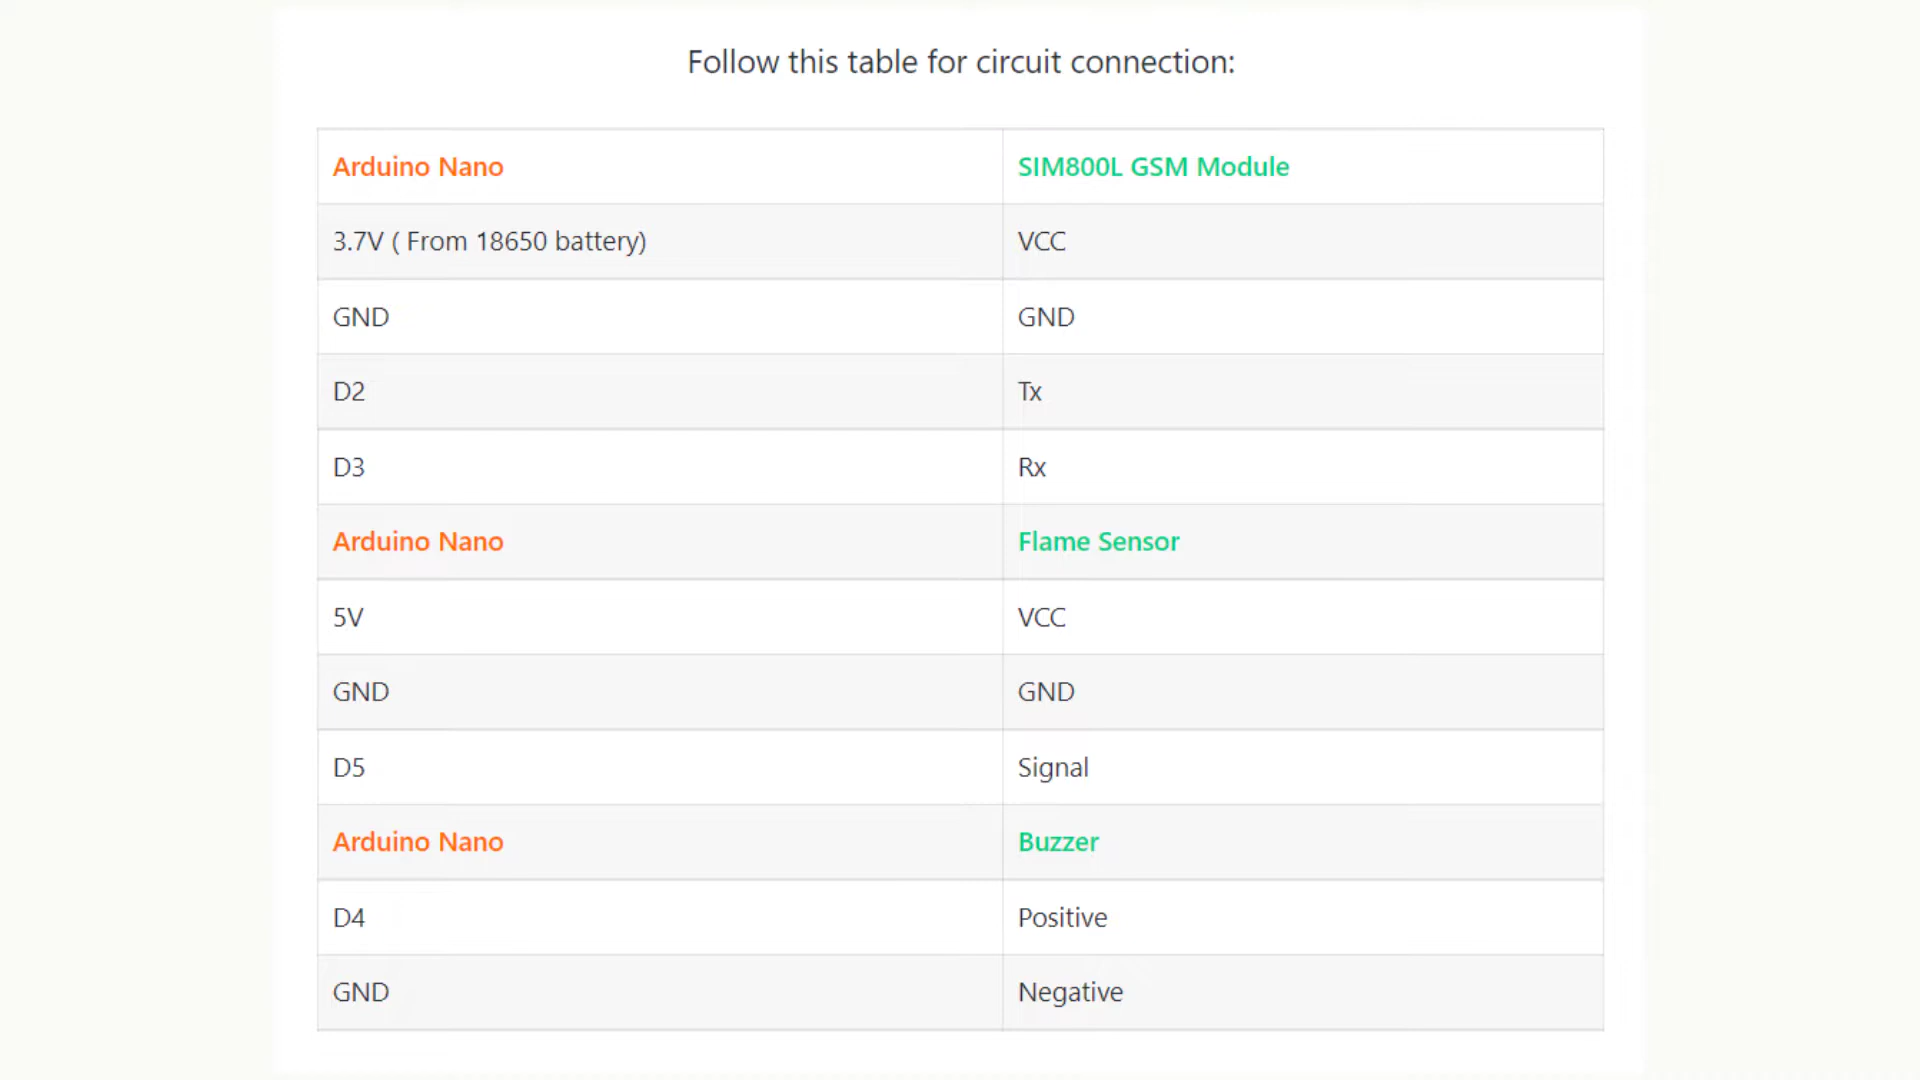 Follow this table for circuit connection:
Arduino Nano SIM800L GSM Module
3.7V ( From 18650 battery) VCC
GND GND
D2 Tx
D3 Rx
Arduino Nano Flame Sensor
5V VCC
GND GND
D5 Signal
Arduino Nano Buzzer
D4 Positive
GND Negative